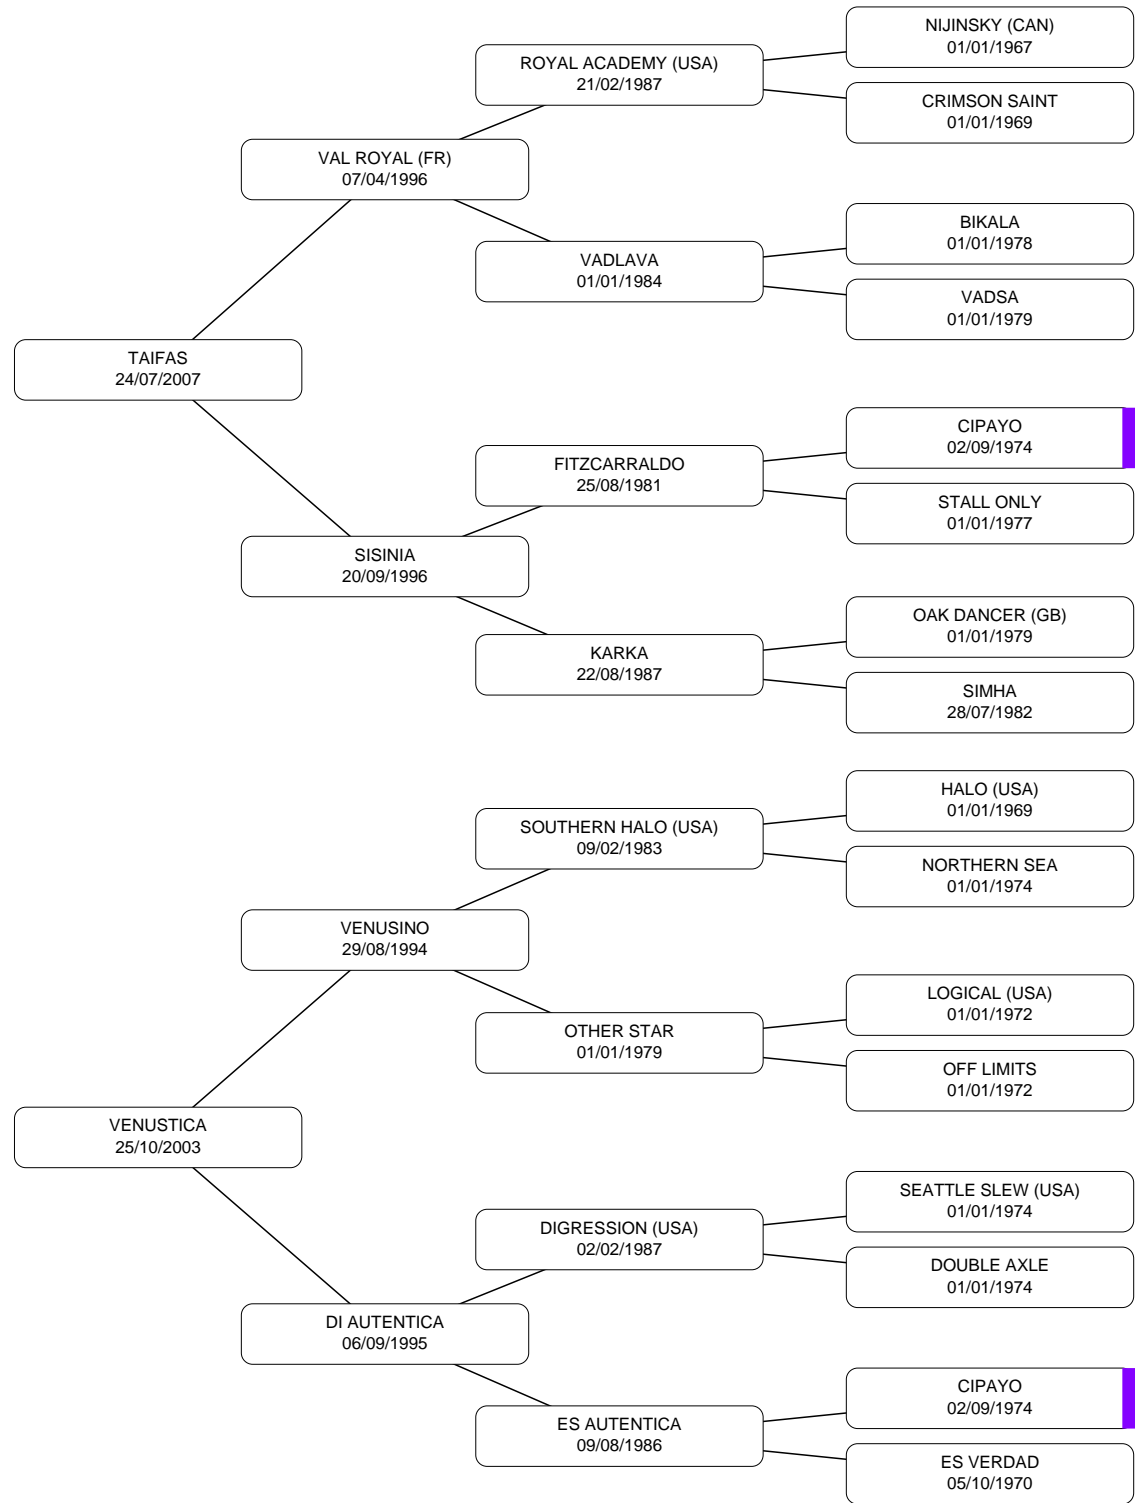 NIJINSKY (CAN)
01/01/1967
ROYAL ACADEMY (USA)
21/02/1987
CRIMSON SAINT
01/01/1969
VAL ROYAL (FR)
07/04/1996
BIKALA
01/01/1978
VADLAVA
01/01/1984
VADSA
01/01/1979
TAIFAS
24/07/2007
CIPAYO
02/09/1974
FITZCARRALDO
25/08/1981
STALL ONLY
01/01/1977
SISINIA
20/09/1996
OAK DANCER (GB)
01/01/1979
KARKA
22/08/1987
SIMHA
28/07/1982
HALO (USA)
01/01/1969
SOUTHERN HALO (USA)
09/02/1983
NORTHERN SEA
01/01/1974
VENUSINO
29/08/1994
LOGICAL (USA)
01/01/1972
OTHER STAR
01/01/1979
OFF LIMITS
01/01/1972
VENUSTICA
25/10/2003
SEATTLE SLEW (USA)
01/01/1974
DIGRESSION (USA)
02/02/1987
DOUBLE AXLE
01/01/1974
DI AUTENTICA
06/09/1995
CIPAYO
02/09/1974
ES AUTENTICA
09/08/1986
ES VERDAD
05/10/1970